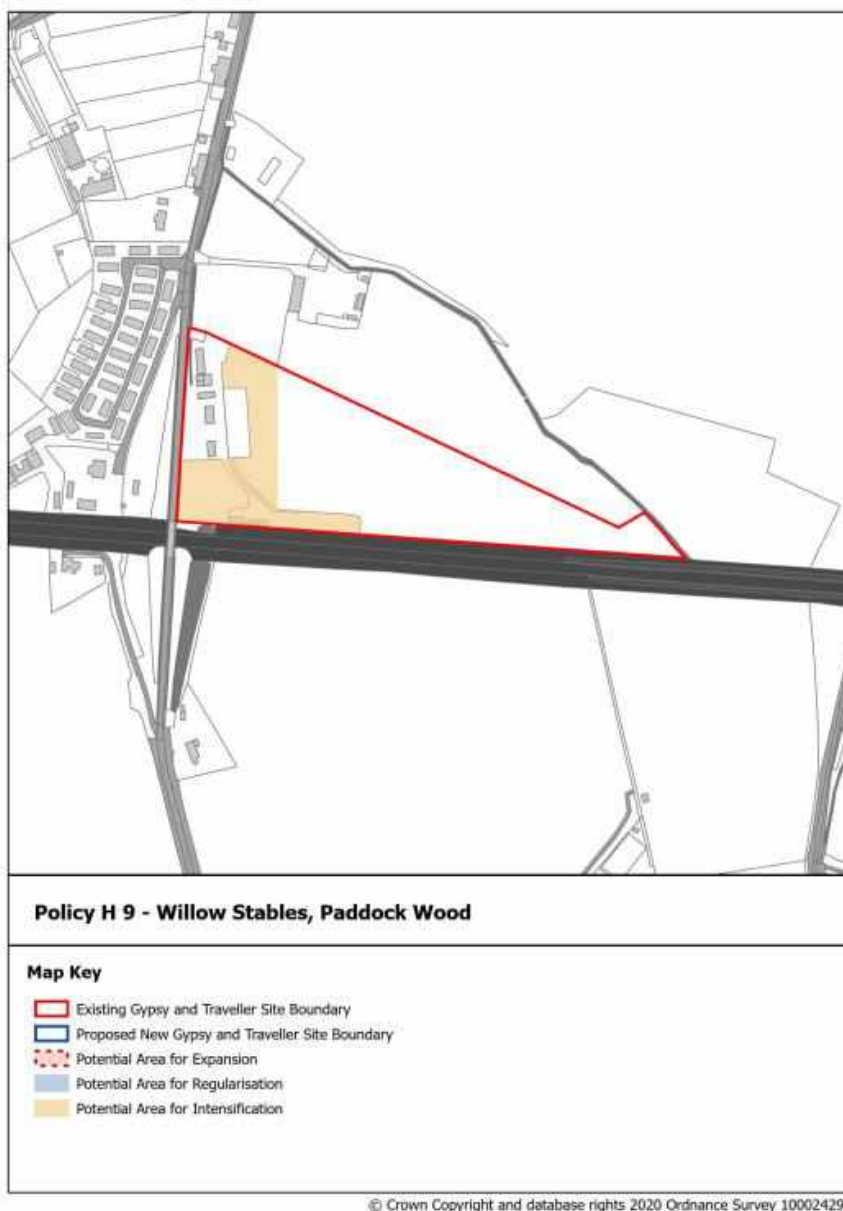 Policy H 9 - Willow Stables, Paddock Wood
Map Key
Existing Gypsy and Traveller Site Boundary
Proposed New Gypsy and Traveller Site Boundary
Potential Area for Expansion
Potential Area for Regularisation
Potential Area for Intensification
© Crown Copyright and database rights 2020 Ordnance Survey 10002429